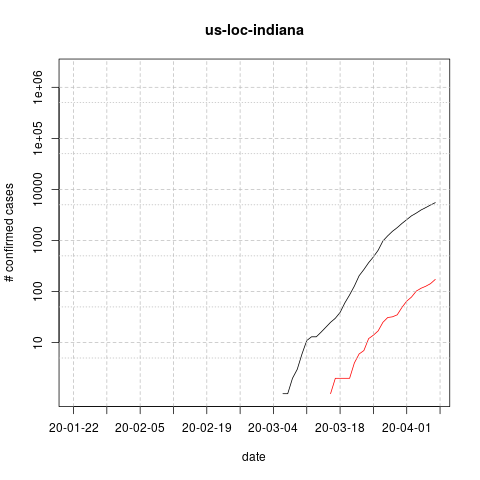 us-loc-indiana
# confirmed cases
1e+06
1e+05
10000
1000
100
10
20-01-22
20-02-05
20-02-19
20-03-04
20-03-18
20-04-01
date